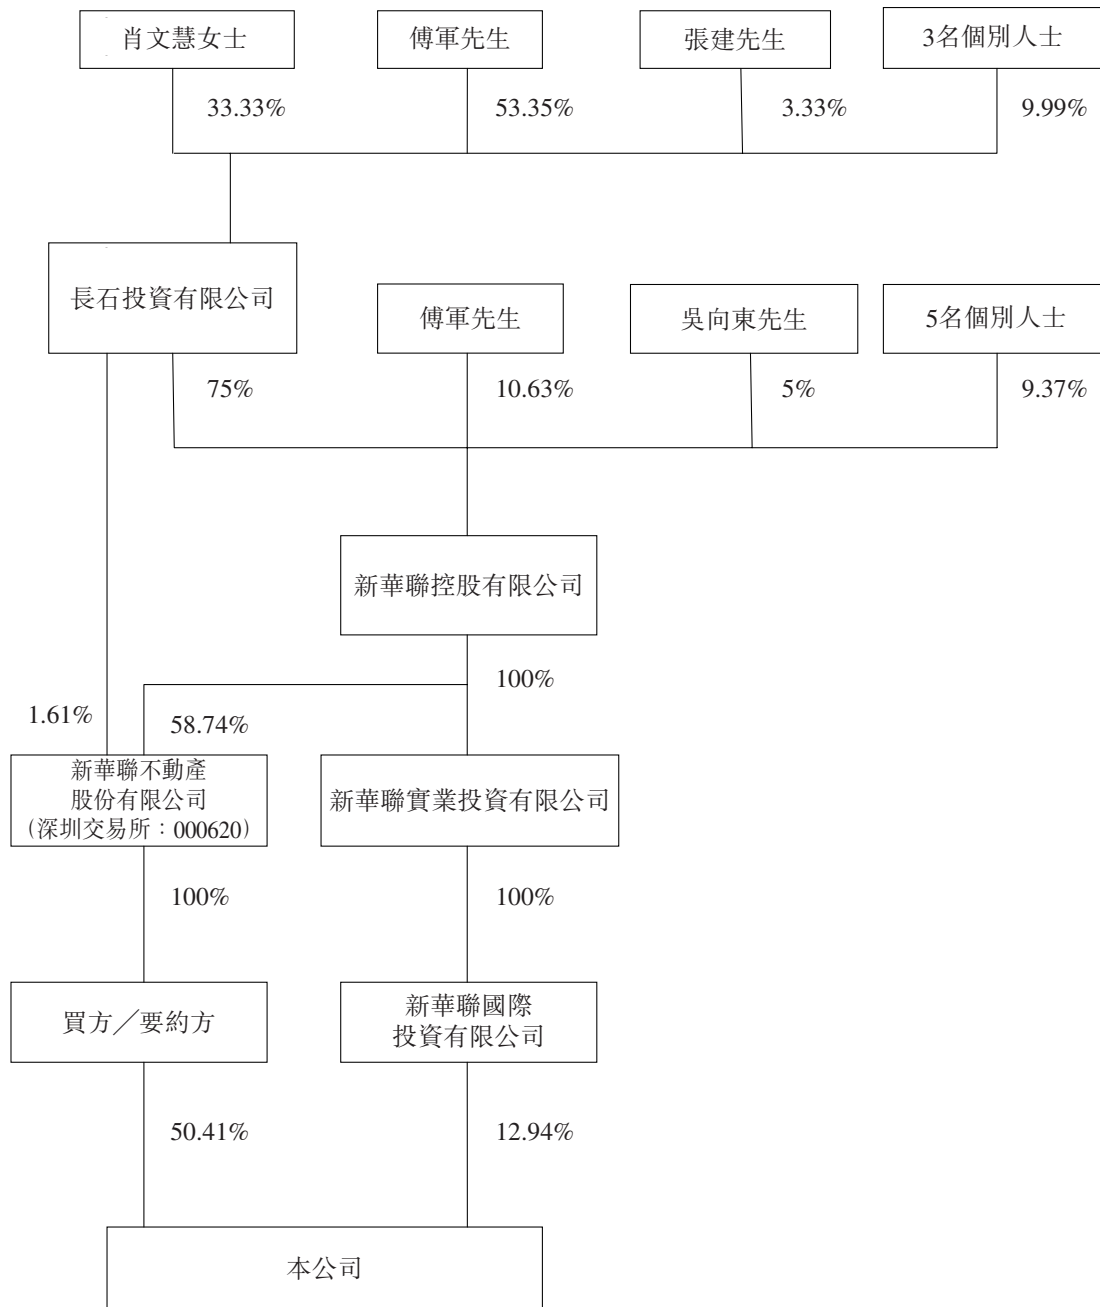 肖文慧女士
傅軍先生
張建先生
3名個別人士
33.33%
53.35%
3.33%
9.99%
長石投資有限公司
傅軍先生
吳向東先生
5名個別人士
75%
10.63%
5%
9.37%
新華聯控股有限公司
100%
1.61%
58.74%
新華聯不動產
股份有限公司
（深圳交易所：000620）
新華聯實業投資有限公司
100%
100%
買方／要約方
新華聯國際
投資有限公司
50.41%
12.94%
本公司